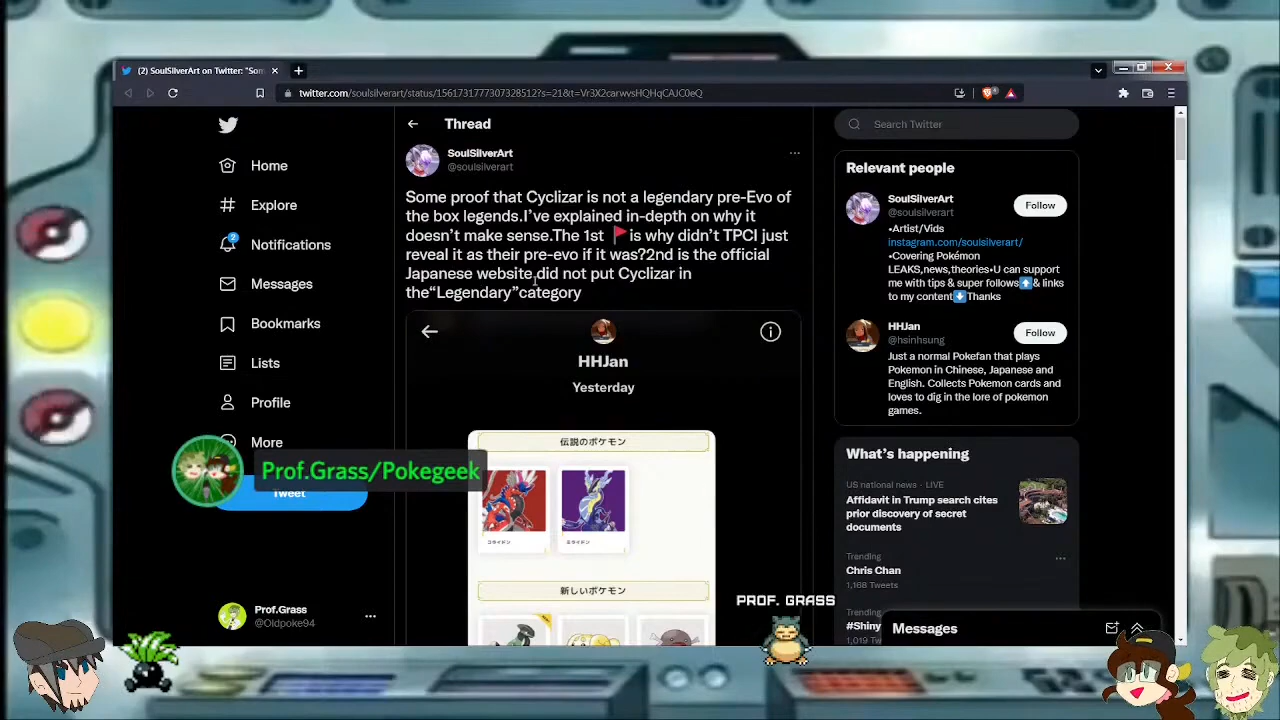 (2) SoulSilverArt on Twitter: "Som
twitter.com/soulsilverart/status/1561731777307328512?s=21&t=Vr3X2carwvsHQHqCAJC0eQ
Home
Explore
2
Notifications
Messages
Bookmarks
Lists
Profile
More
Tweet
Prof.Grass/Pokegeek
Prof.Grass
@Oldpoke94
Thread
SoulSilverArt
@soulsilverart
Some proof that Cyclizar is not a legendary pre-Evo of
the box legends.I've explained in-depth on why it
doesn't make sense.The 1st 🚩is why didn't TPCI just
reveal it as their pre-evo if it was?2nd is the official
Japanese website did not put Cyclizar in
the“Legendary”category
HHJan
Yesterday
伝説のポケモン
コライドン
ミライドン
新しいポケモン
PROF. GRASS
Search Twitter
Relevant people
SoulSilverArt
@soulsilverart
Follow
•Artist/Vids
instagram.com/soulsilverart/
•Covering Pokémon
LEAKS,news,theories•U can support
me with tips & super follows⬆️& links
to my content⬇️Thanks
HHJan
@hsinhsung
Follow
Just a normal Pokefan that plays
Pokemon in Chinese, Japanese and
English. Collects Pokemon cards and
loves to dig in the lore of pokemon
games.
What's happening
US national news · LIVE
Affidavit in Trump search cites
prior discovery of secret
documents
Trending
Chris Chan
1,168 Tweets
Trending
#Shiny
1,019 Tw
Messages